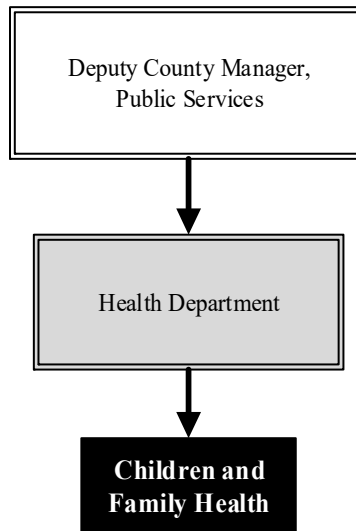 Deputy County Manager,
Public Services
Health Department
Children and
Family Health